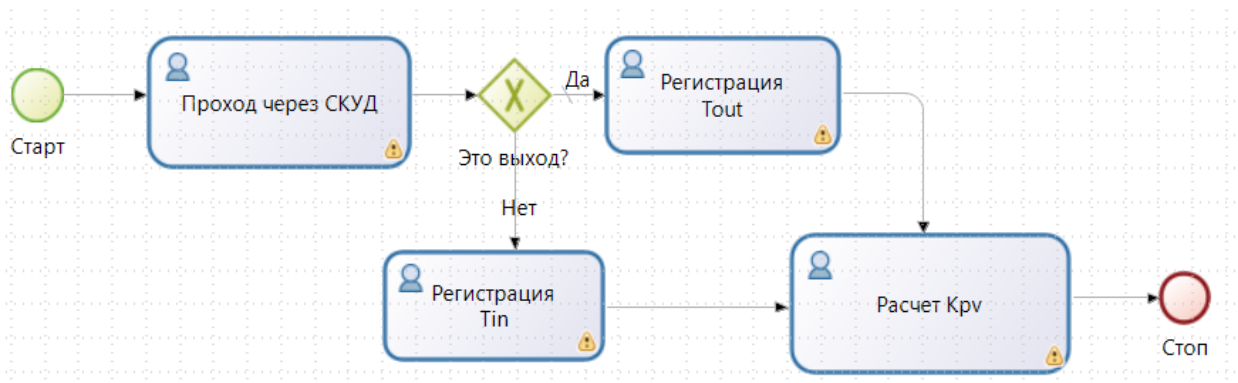 Старт
Проход через СКУД
Это выход?
Да
Регистрация
Tout
Нет
Регистрация
Tin
Расчет Kpv
Стоп